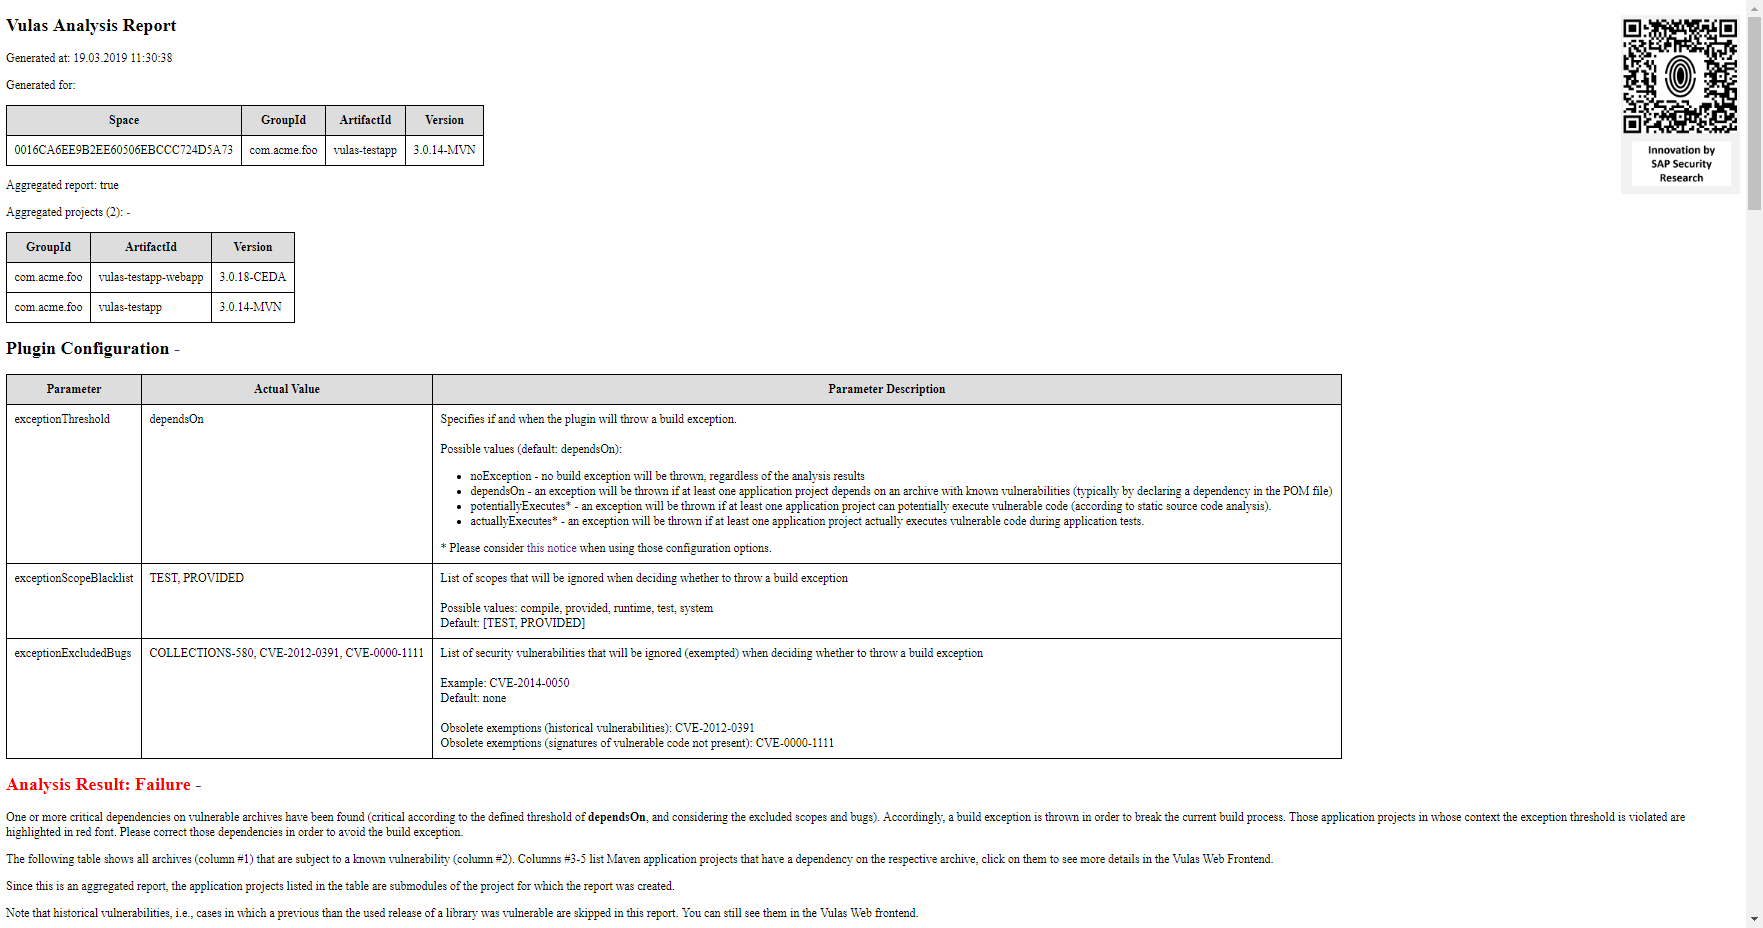 Vulas Analysis Report
Generated at: 19.03.2019 11:30:38
Generated for:
Space GroupId ArtifactId Version
0016CA6EE9B2EE60506EBCCC724D5A73 com.acme.foo vulas-testapp 3.0.14-MVN
Aggregated report: true
Aggregated projects (2): -
GroupId ArtifactId Version
com.acme.foo vulas-testapp-webapp 3.0.18-CEDA
com.acme.foo vulas-testapp 3.0.14-MVN
Innovation by
SAP Security
Research
Plugin Configuration -
Parameter Actual Value Parameter Description
exceptionThreshold dependsOn Specifies if and when the plugin will throw a build exception.
Possible values (default: dependsOn):
• noException - no build exception will be thrown, regardless of the analysis results
• dependsOn - an exception will be thrown if at least one application project depends on an archive with known vulnerabilities (typically by declaring a dependency in the POM file)
• potentiallyExecutes* - an exception will be thrown if at least one application project can potentially execute vulnerable code (according to static source code analysis).
• actuallyExecutes* - an exception will be thrown if at least one application project actually executes vulnerable code during application tests.
* Please consider this notice when using those configuration options.
exceptionScopeBlacklist TEST, PROVIDED List of scopes that will be ignored when deciding whether to throw a build exception
Possible values: compile, provided, runtime, test, system
Default: [TEST, PROVIDED]
exceptionExcludedBugs COLLECTIONS-580, CVE-2012-0391, CVE-0000-1111 List of security vulnerabilities that will be ignored (exempted) when deciding whether to throw a build exception
Example: CVE-2014-0050
Default: none
Obsolete exemptions (historical vulnerabilities): CVE-2012-0391
Obsolete exemptions (signatures of vulnerable code not present): CVE-0000-1111
Analysis Result: Failure -
One or more critical dependencies on vulnerable archives have been found (critical according to the defined threshold of dependsOn, and considering the excluded scopes and bugs). Accordingly, a build exception is thrown in order to break the current build process. Those application projects in whose context the exception threshold is violated are
highlighted in red font. Please correct those dependencies in order to avoid the build exception.
The following table shows all archives (column #1) that are subject to a known vulnerability (column #2). Columns #3-5 list Maven application projects that have a dependency on the respective archive, click on them to see more details in the Vulas Web Frontend.
Since this is an aggregated report, the application projects listed in the table are submodules of the project for which the report was created.
Note that historical vulnerabilities, i.e., cases in which a previous than the used release of a library was vulnerable are skipped in this report. You can still see them in the Vulas Web frontend.